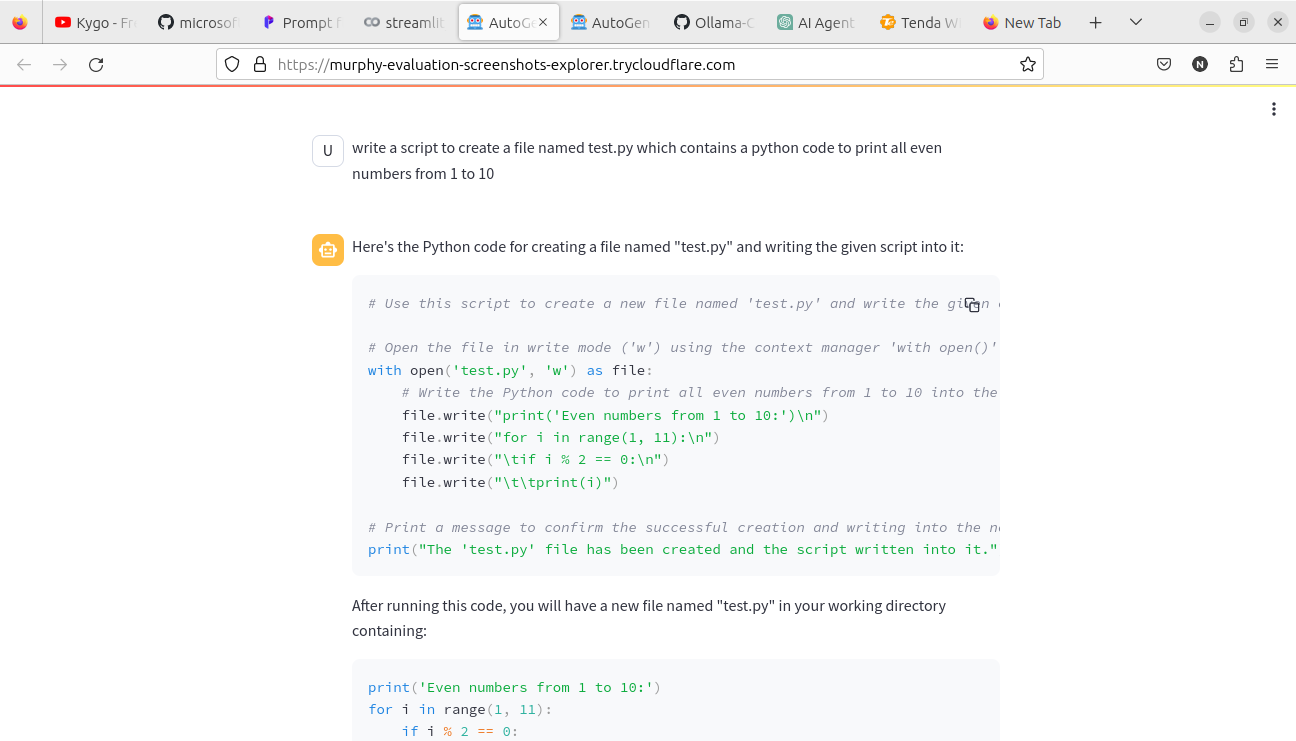 Kygo - Fr
microsof
Prompt f
streamlit
AutoGe
AutoGen
Ollama-C
AI Agent
Tenda W
New Tab
https://murphy-evaluation-screenshots-explorer.trycloudflare.com
N
U
write a script to create a file named test.py which contains a python code to print all even
numbers from 1 to 10
Here's the Python code for creating a file named "test.py" and writing the given script into it:
# Use this script to create a new file named 'test.py' and write the given
# Open the file in write mode ('w') using the context manager 'with open()'
with open('test.py', 'w') as file:
    # Write the Python code to print all even numbers from 1 to 10 into the
    file.write("print('Even numbers from 1 to 10:')\n")
    file.write("for i in range(1, 11):\n")
    file.write("\tif i % 2 == 0:\n")
    file.write("\t\tprint(i)")
# Print a message to confirm the successful creation and writing into the
print("The 'test.py' file has been created and the script written into it."
After running this code, you will have a new file named "test.py" in your working directory
containing:
print('Even numbers from 1 to 10:')
for i in range(1, 11):
    if i % 2 == 0: